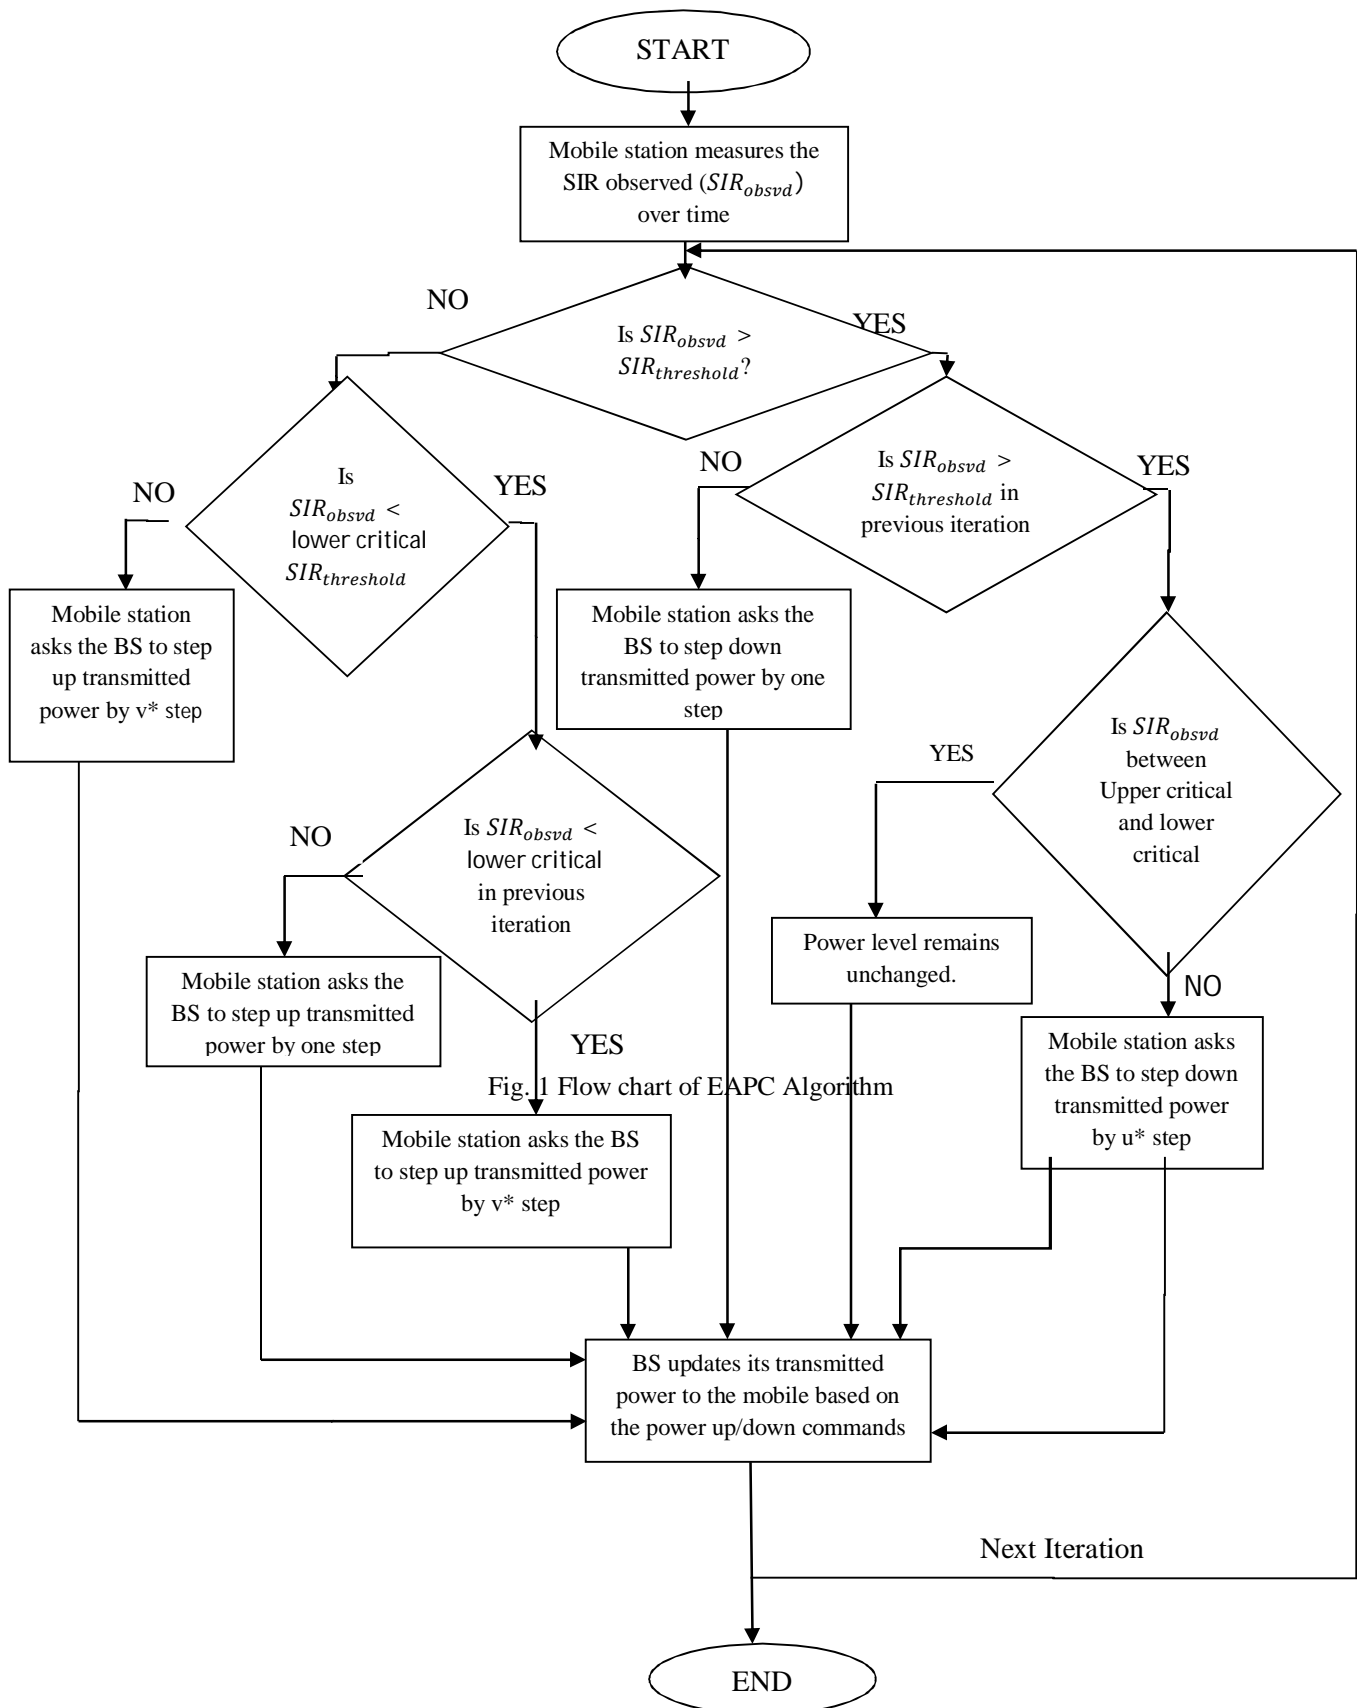 START
Mobile station measures the
SIR observed (SIR_obsvd)
over time
NO
YES
Is SIR_obsvd >
SIR_threshold?
NO
Is
SIR_obsvd <
lower critical
SIR_threshold
YES
NO
Is SIR_obsvd >
SIR_threshold in
previous iteration
YES
Mobile station
asks the BS to step
up transmitted
power by v* step
Mobile station asks the
BS to step down
transmitted power by one
step
Is SIR_obsvd
between
Upper critical
and lower
critical
YES
NO
NO
Is SIR_obsvd <
lower critical
in previous
iteration
YES
Power level remains
unchanged.
Mobile station asks the
BS to step up transmitted
power by one step
Mobile station asks
the BS to step down
transmitted power
by u* step
Fig. 1 Flow chart of EAPC Algorithm
Mobile station asks the BS
to step up transmitted power
by v* step
BS updates its transmitted
power to the mobile based on
the power up/down commands
Next Iteration
END